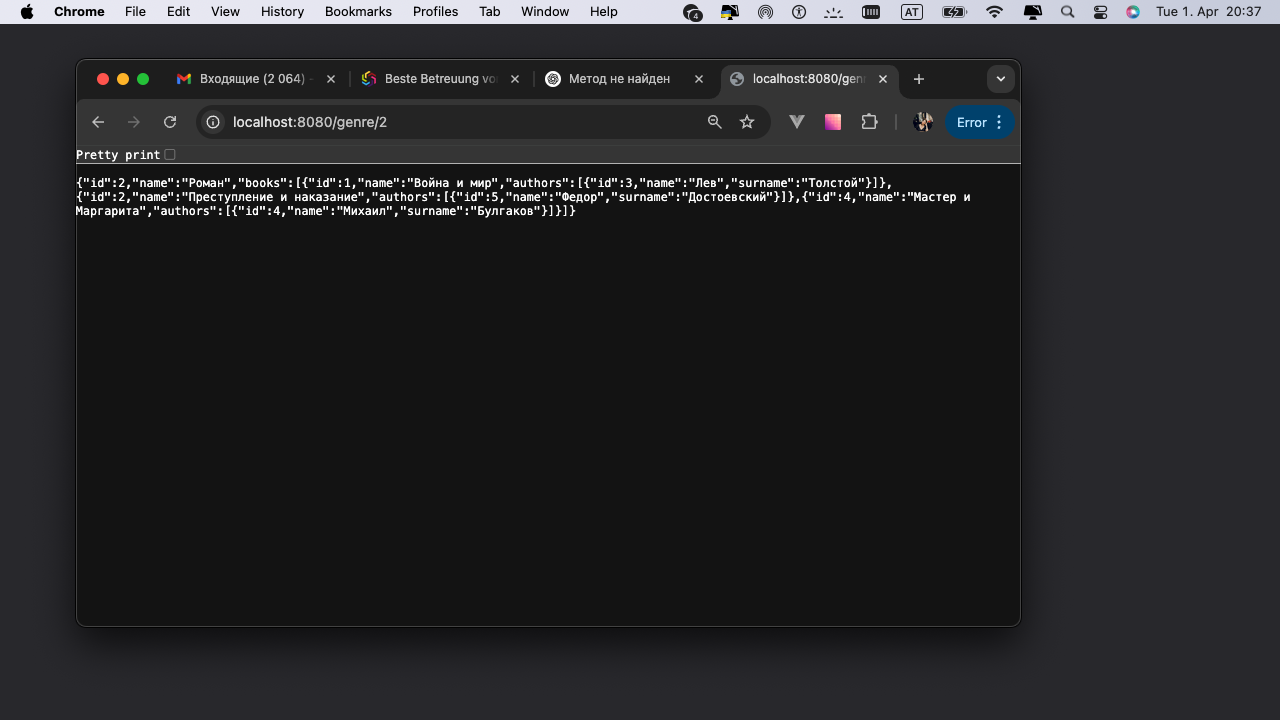 Chrome File Edit View History Bookmarks Profiles Tab Window Help 4 AT Tue 1. Apr 20:37
Входящие (2 064) - Beste Betreuung vo Метод не найден localhost:8080/gen
localhost:8080/genre/2 Error
Pretty print
{"id":2,"name":"Роман","books":[{"id":1,"name":"Война и мир","authors":[{"id":3,"name":"Лев","surname":"Толстой"}]},
{"id":2,"name":"Преступление и наказание","authors":[{"id":5,"name":"Федор","surname":"Достоевский"}]},{"id":4,"name":"Мастер и
Маргарита","authors":[{"id":4,"name":"Михаил","surname":"Булгаков"}]}]}